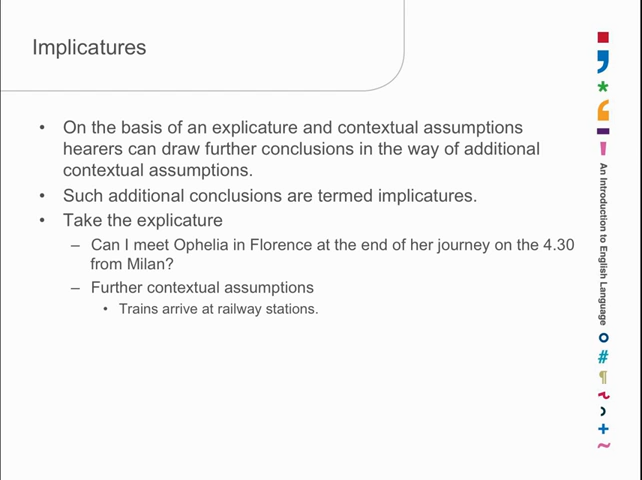 Implicatures
• On the basis of an explicature and contextual assumptions
hearers can draw further conclusions in the way of additional
contextual assumptions.
• Such additional conclusions are termed implicatures.
• Take the explicature
– Can I meet Ophelia in Florence at the end of her journey on the 4.30
from Milan?
– Further contextual assumptions
• Trains arrive at railway stations.
An Introduction to English Language